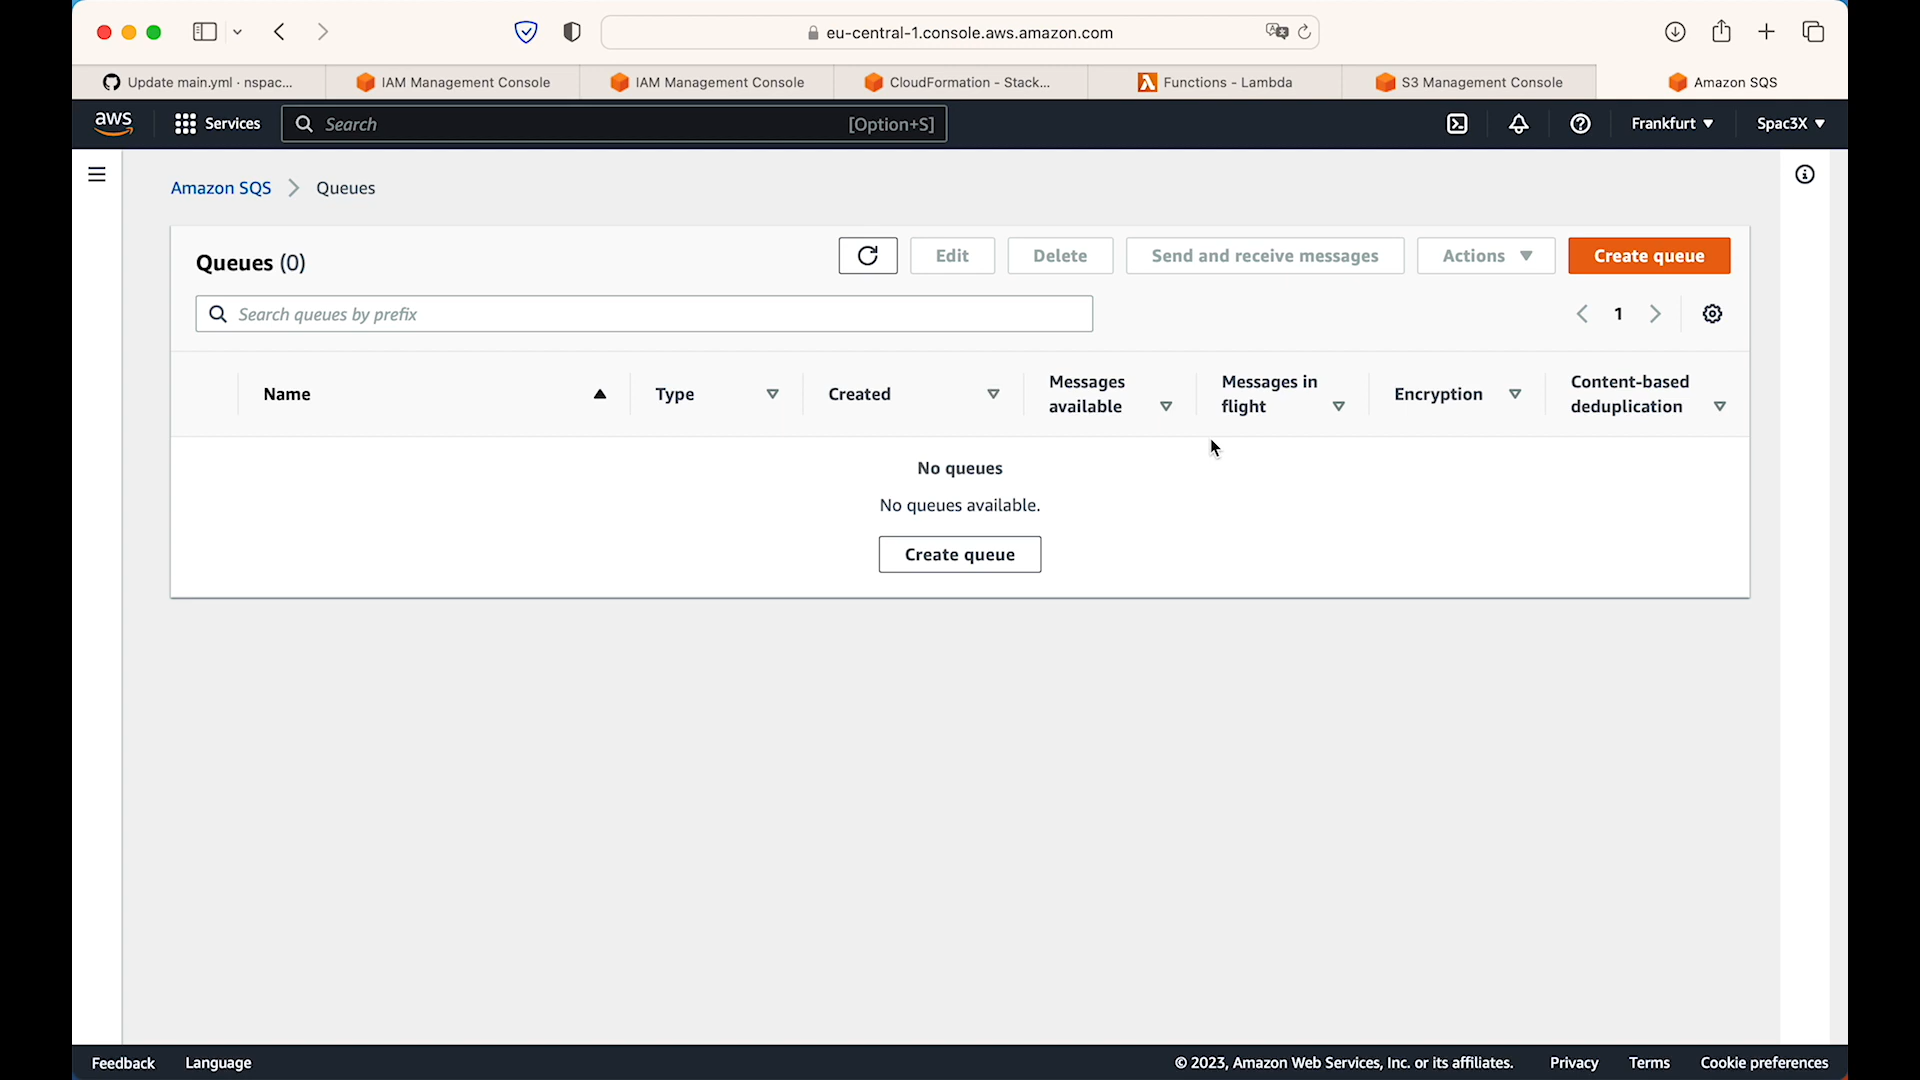 eu-central-1.console.aws.amazon.com
Update main.yml · nspac...
IAM Management Console
IAM Management Console
CloudFormation - Stack...
Functions - Lambda
S3 Management Console
Amazon SQS
aws
Services
Search
[Option+S]
Frankfurt
Spac3X
Amazon SQS
Queues
Queues (0)
Edit
Delete
Send and receive messages
Actions
Create queue
Search queues by prefix
1
Name
Type
Created
Messages
available
Messages in
flight
Encryption
Content-based
deduplication
No queues
No queues available.
Create queue
Feedback
Language
© 2023, Amazon Web Services, Inc. or its affiliates.
Privacy
Terms
Cookie preferences